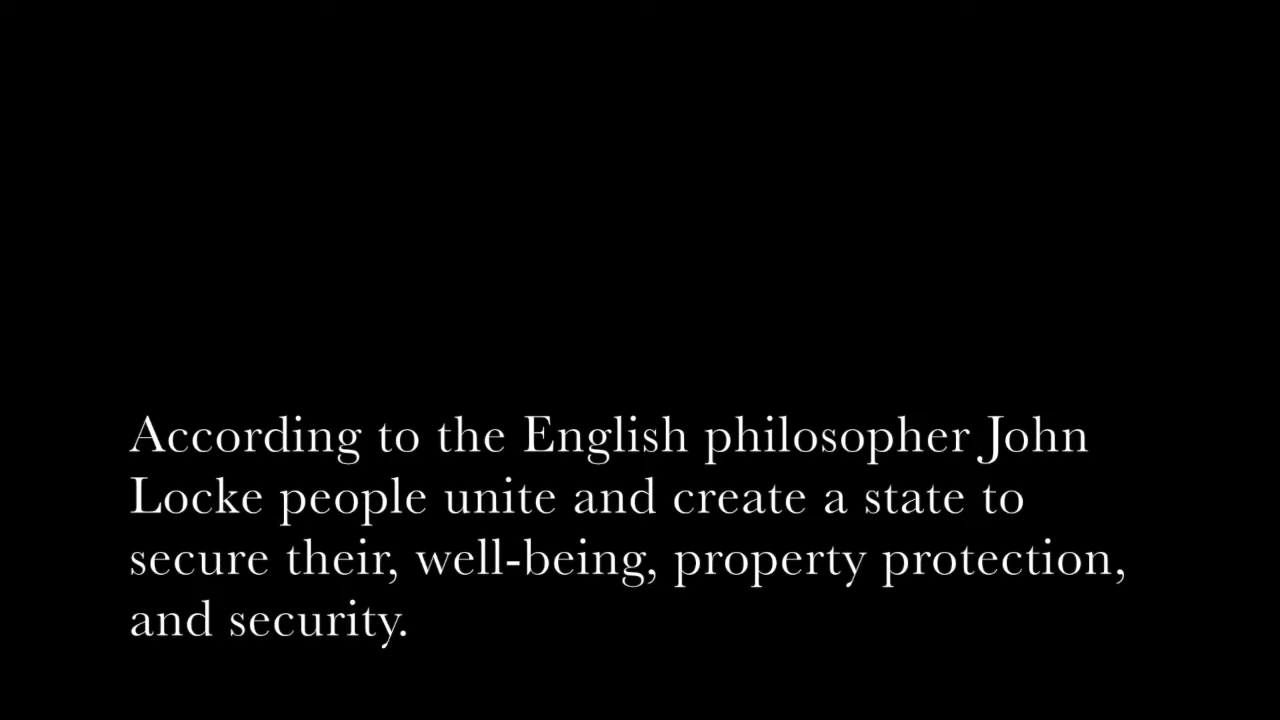 According to the English philosopher John
Locke people unite and create a state to
secure their, well-being, property protection,
and security.